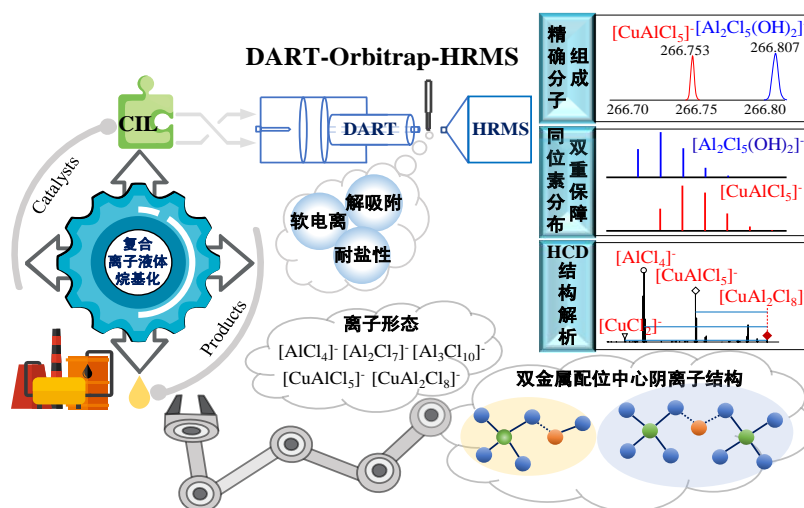 DART-Orbitrap-HRMS
CIL
DART
HRMS
Catalysts
复合
离子液体
烷基化
Products
解吸附
软电离
耐盐性
离子形态
[AlCl₄]⁻ [Al₂Cl₇]⁻ [Al₃Cl₁₀]⁻
[CuAlCl₅]⁻ [CuAl₂Cl₈]⁻
精确分子
组成
[CuAlCl₅]⁻
[Al₂Cl₅(OH)₂]⁻
266.753
266.807
266.70
266.75
266.80
同位素分布
双重保障
[Al₂Cl₅(OH)₂]⁻
[CuAlCl₅]⁻
HCD
结构
解析
[AlCl₄]⁻
[CuAlCl₅]⁻
[CuAl₂Cl₈]⁻
[CuCl₂]⁻
双金属配位中心阴离子结构